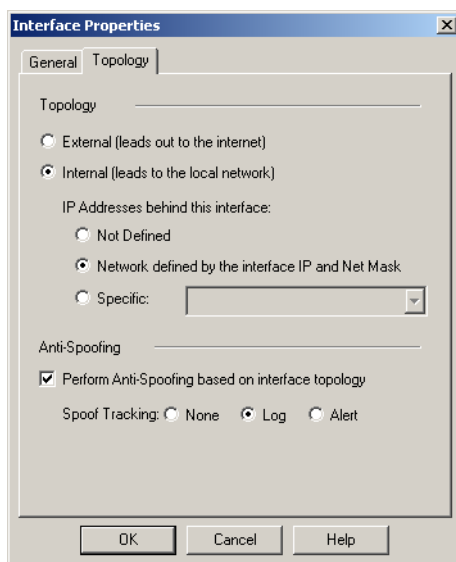 Interface Properties
General Topology
Topology
External (leads out to the internet)
Internal (leads to the local network)
IP Addresses behind this interface:
Not Defined
Network defined by the interface IP and Net Mask
Specific:
Anti-Spoofing
Perform Anti-Spoofing based on interface topology
Spoof Tracking: None Log Alert
OK Cancel Help